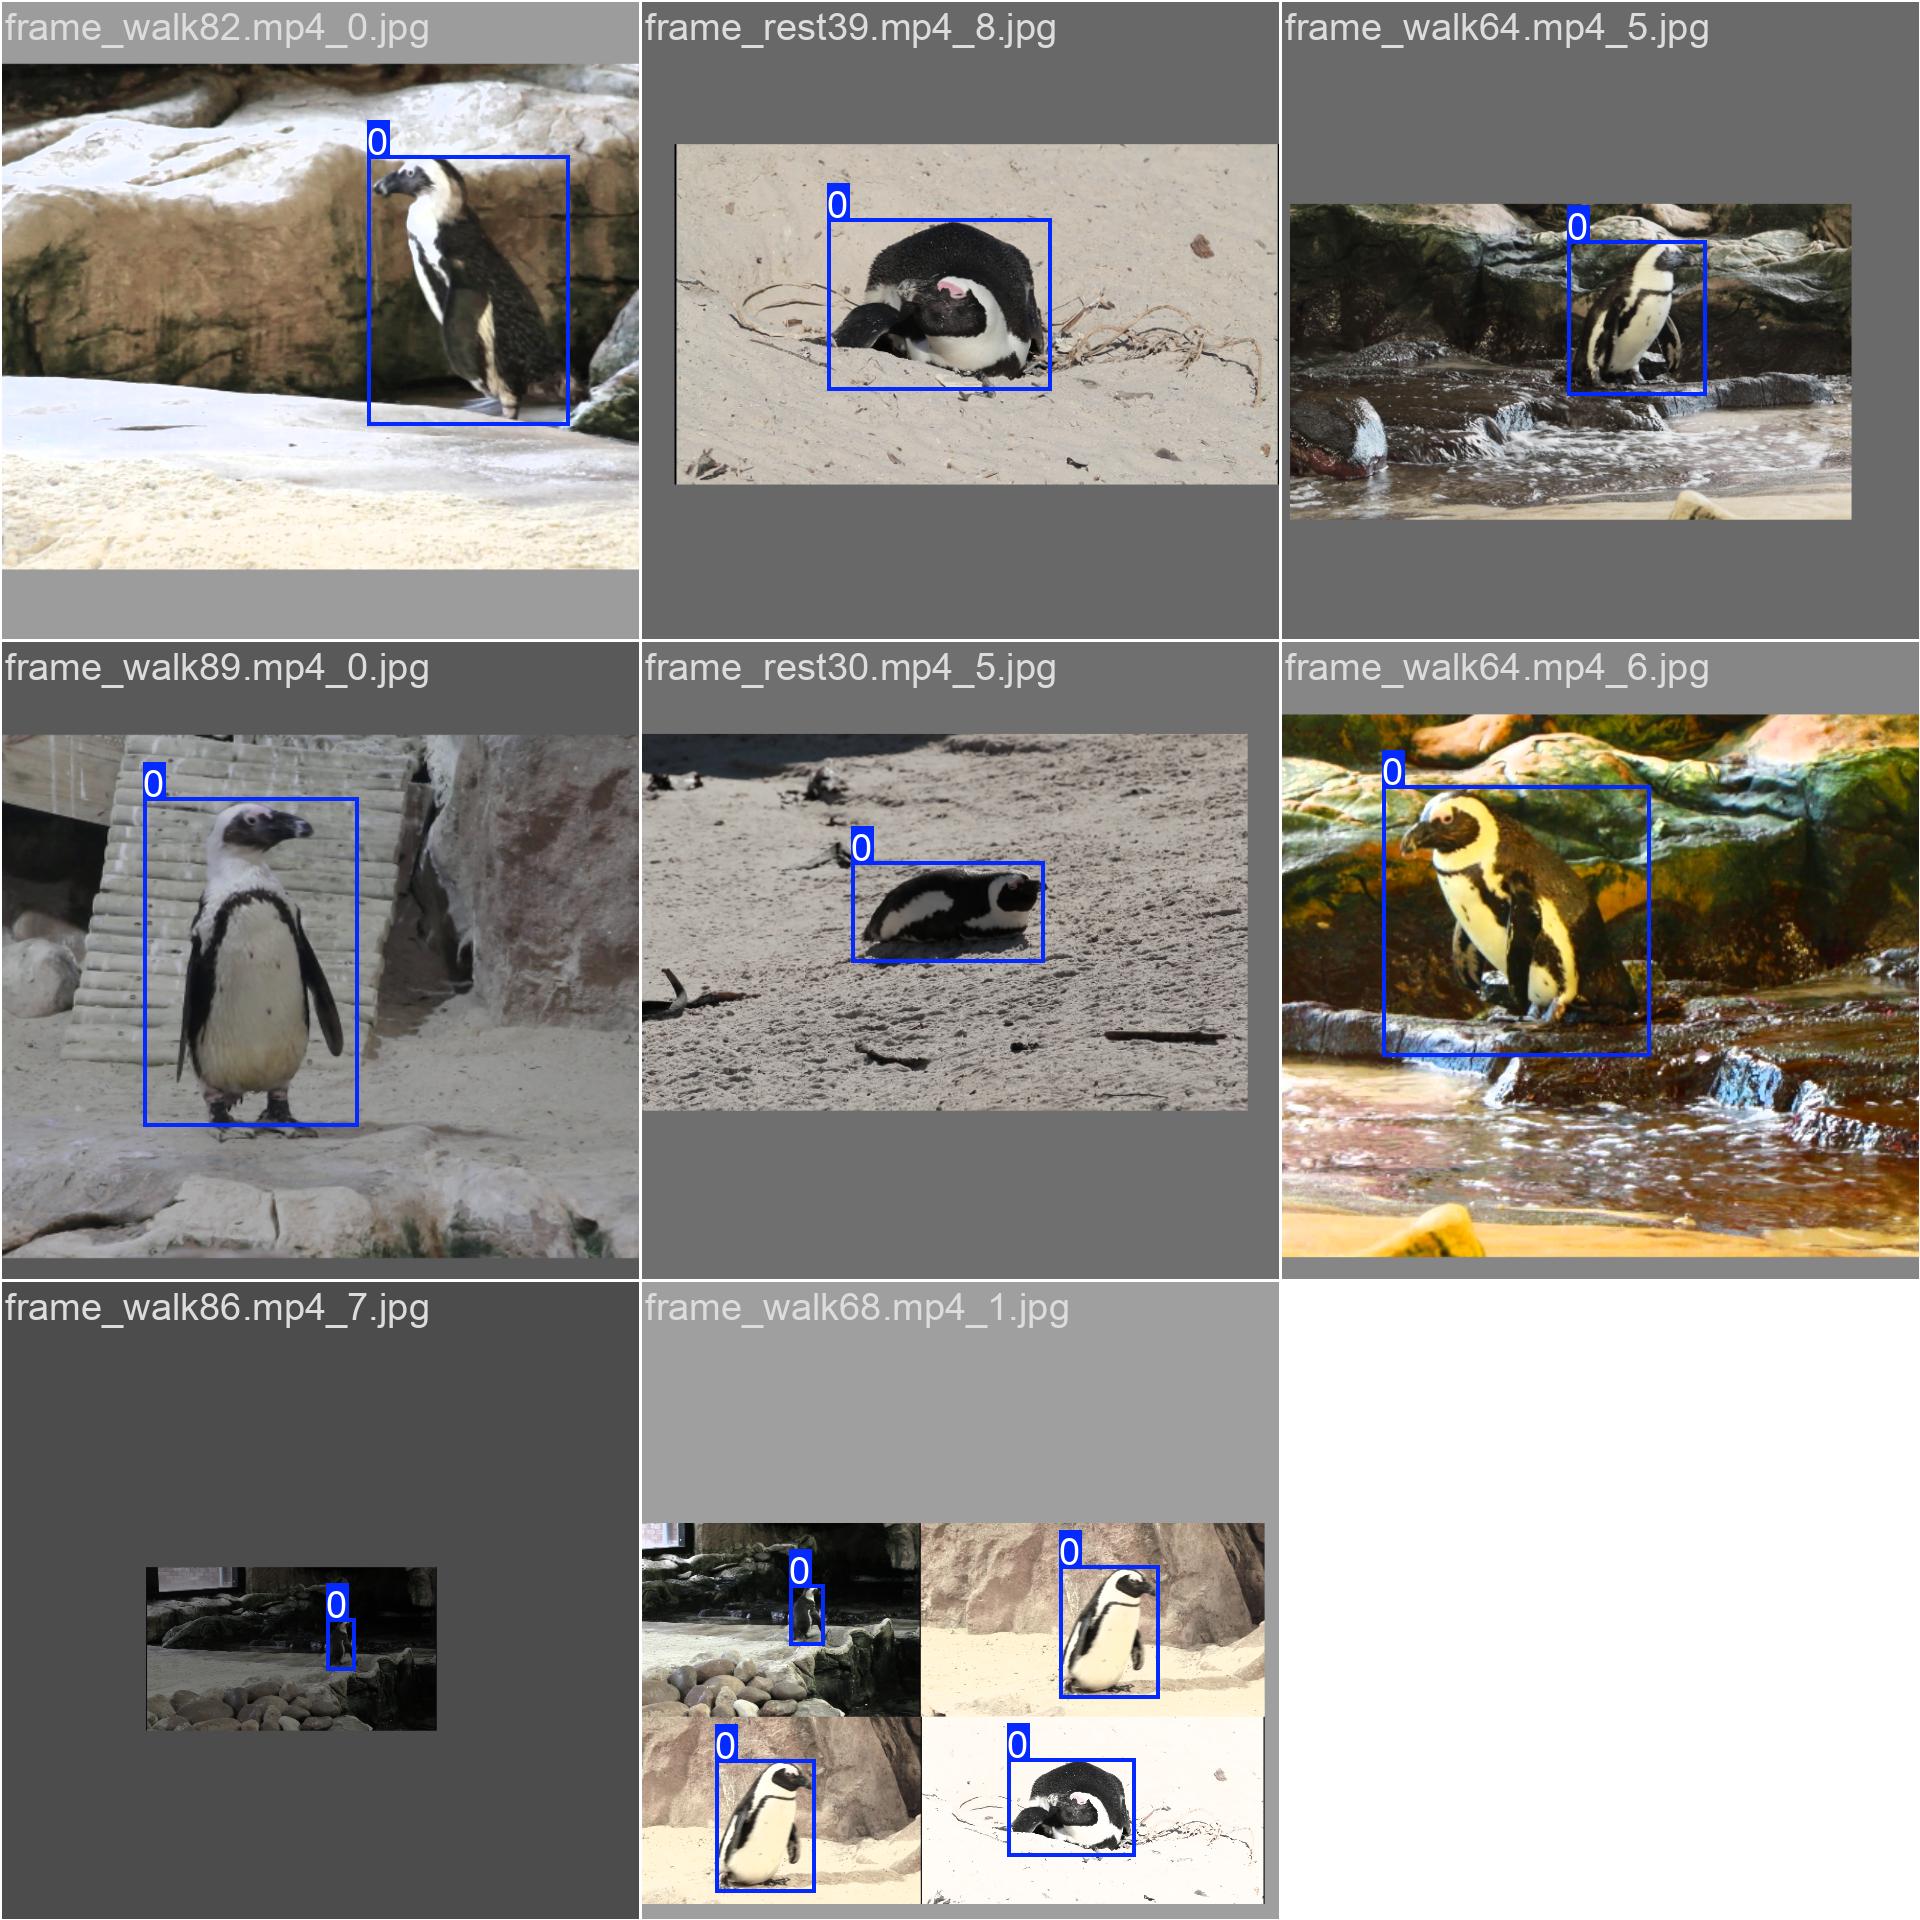 frame_walk82.mp4_0.jpg
0
frame_rest39.mp4_8.jpg
0
frame_walk64.mp4_5.jpg
0
frame_walk89.mp4_0.jpg
0
frame_rest30.mp4_5.jpg
0
frame_walk64.mp4_6.jpg
0
frame_walk86.mp4_7.jpg
0
frame_walk68.mp4_1.jpg
0
0
0
0